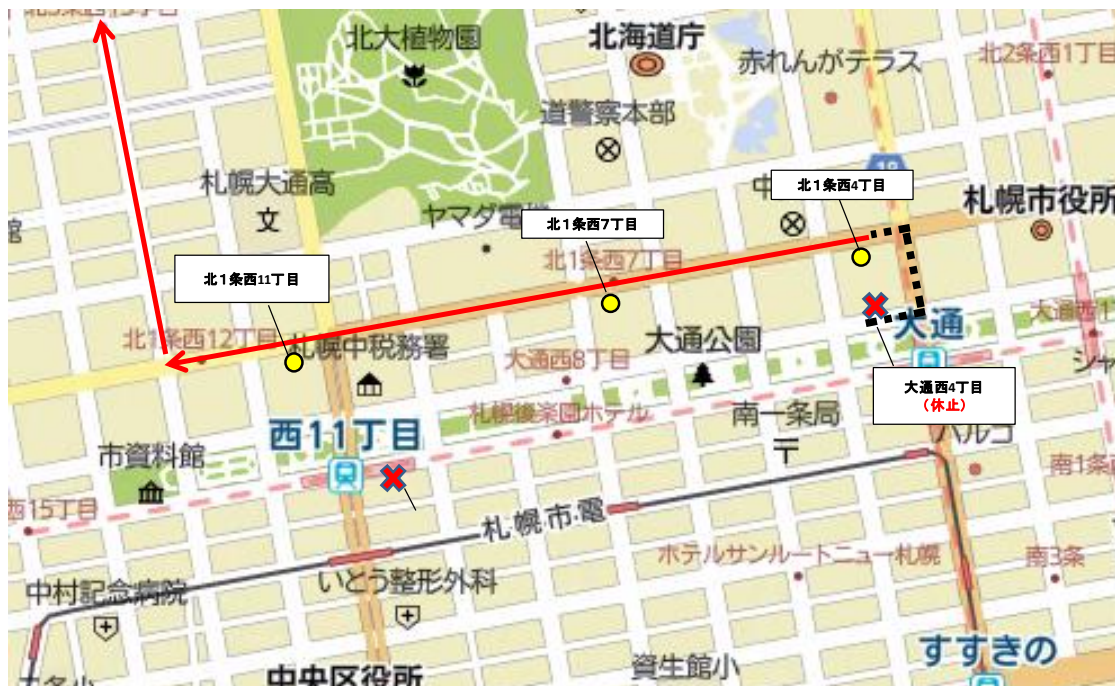 北大植物園
北海道庁
赤れんがテラス
北2条西1丁目
道警察本部
札幌大通高
文
ヤマダ電機
中
18
北1条西4丁目
札幌市役所
北1条西7丁目
北1条西7丁目
北1条西11丁目
館
北1条西12丁目
札幌中税務署
大通西8丁目
大通公園
大通
大通西1
シャ
大通西4丁目
(休止)
札幌後楽園ホテル
南一条局
パルコ
西11丁目
市資料館
西15丁目
南1条西
札幌市電
ホテルサンルートニュー札幌
南3条
中村記念病院
いとう整形外科
すすきの
中央区役所
資生館小